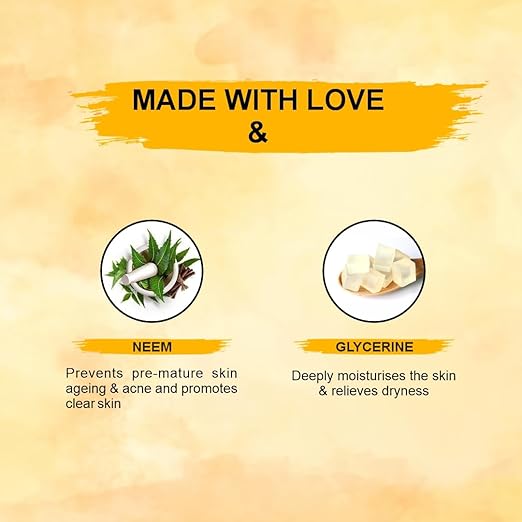 MADE WITH LOVE
&
NEEM
Prevents pre-mature skin
ageing & acne and promotes
clear skin
GLYCERINE
Deeply moisturises the skin
& relieves dryness